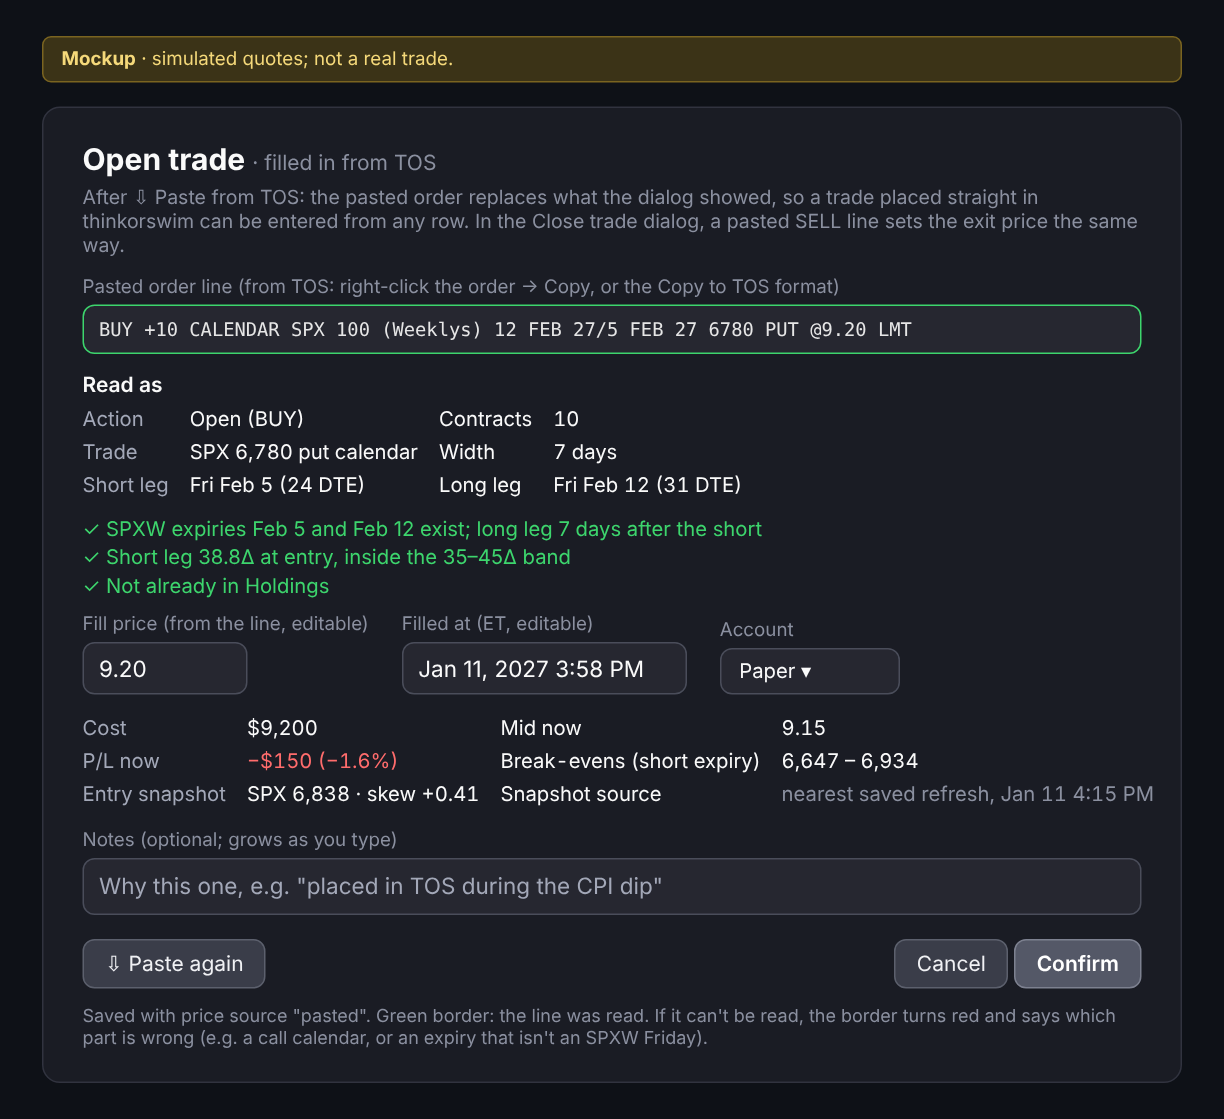 Mockup · simulated quotes; not a real trade.
Open trade · filled in from TOS
After ⇩ Paste from TOS: the pasted order replaces what the dialog showed, so a trade placed straight in
thinkorswim can be entered from any row. In the Close trade dialog, a pasted SELL line sets the exit price the same
way.
Pasted order line (from TOS: right-click the order → Copy, or the Copy to TOS format)
BUY +10 CALENDAR SPX 100 (Weeklys) 12 FEB 27/5 FEB 27 6780 PUT @9.20 LMT
Read as
Action Open (BUY) Contracts 10
Trade SPX 6,780 put calendar Width 7 days
Short leg Fri Feb 5 (24 DTE) Long leg Fri Feb 12 (31 DTE)
✓ SPXW expiries Feb 5 and Feb 12 exist; long leg 7 days after the short
✓ Short leg 38.8Δ at entry, inside the 35–45Δ band
✓ Not already in Holdings
Fill price (from the line, editable) Filled at (ET, editable) Account
9.20 Jan 11, 2027 3:58 PM Paper ▾
Cost $9,200 Mid now 9.15
P/L now −$150 (−1.6%) Break-evens (short expiry) 6,647 – 6,934
Entry snapshot SPX 6,838 · skew +0.41 Snapshot source nearest saved refresh, Jan 11 4:15 PM
Notes (optional; grows as you type)
Why this one, e.g. "placed in TOS during the CPI dip"
⇩ Paste again Cancel Confirm
Saved with price source "pasted". Green border: the line was read. If it can't be read, the border turns red and says which
part is wrong (e.g. a call calendar, or an expiry that isn't an SPXW Friday).